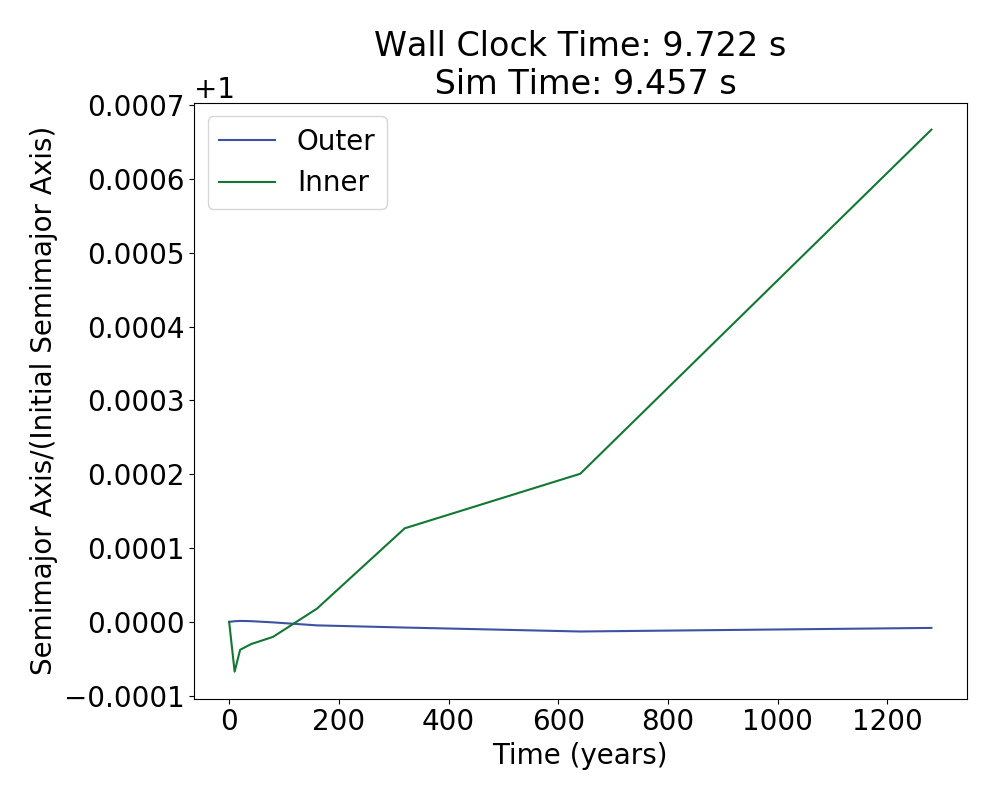 Wall Clock Time: 9.722 s
Sim Time: 9.457 s
+1
0.0007
0.0006
0.0005
0.0004
0.0003
0.0002
0.0001
0.0000
−0.0001
Semimajor Axis/(Initial Semimajor Axis)
Outer
Inner
0 200 400 600 800 1000 1200
Time (years)